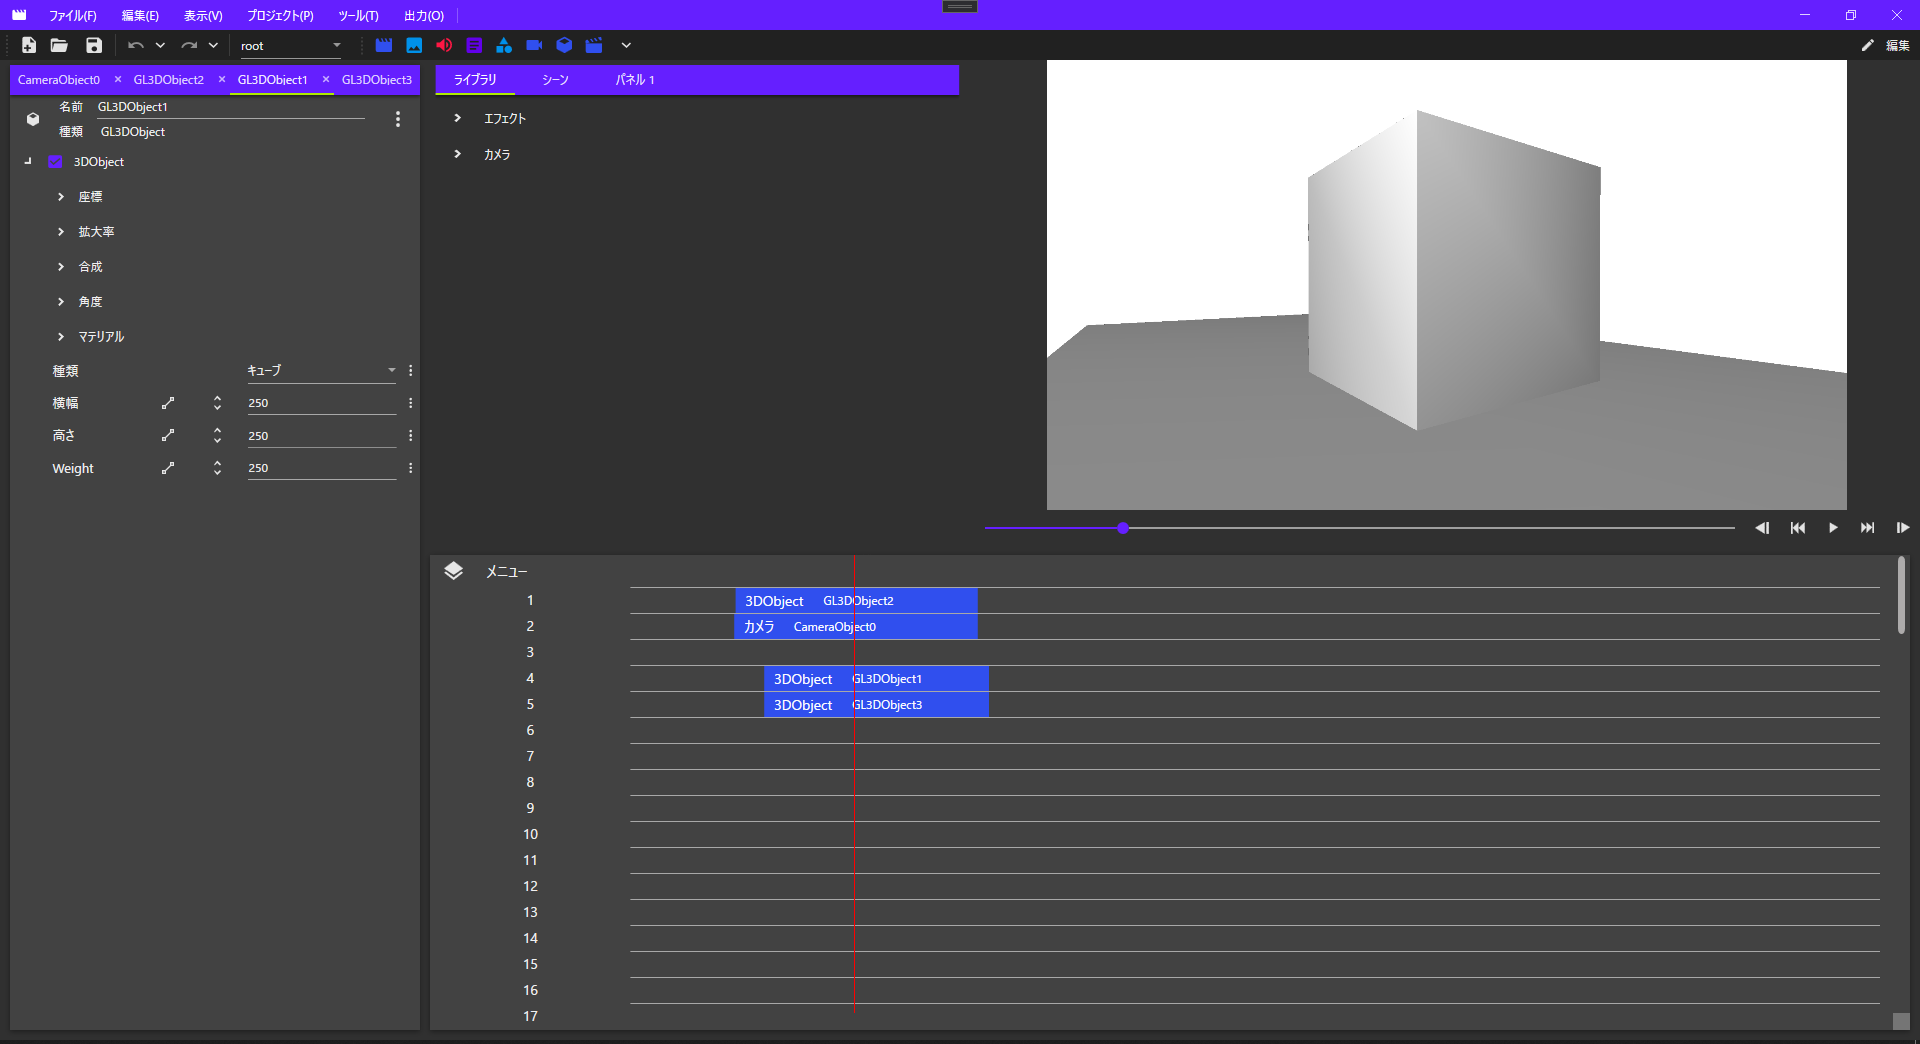 ファイル(F) 編集(E) 表示(V) プロジェクト(P) ツール(T) 出力(O)
root 編集
CameraObject0 × GL3DObject2 × GL3DObject1 × GL3DObject3
名前 GL3DObject1
種類 GL3DObject
3DObject
座標
拡大率
合成
角度
マテリアル
種類 キューブ
横幅 250
高さ 250
Weight 250
ライブラリ シーン パネル 1
エフェクト
カメラ
メニュー
1 3DObject GL3DObject2
2 カメラ CameraObject0
3
4 3DObject GL3DObject1
5 3DObject GL3DObject3
6
7
8
9
10
11
12
13
14
15
16
17